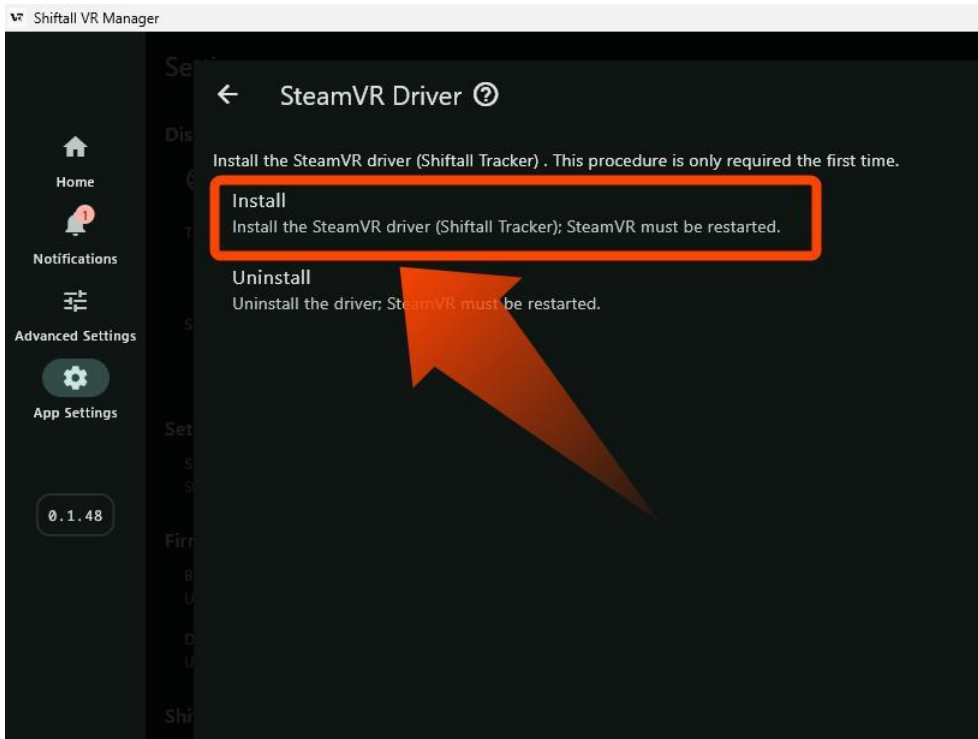 Shiftall VR Manager
SteamVR Driver
Install the SteamVR driver (Shiftall Tracker) . This procedure is only required the first time.
Install
Install the SteamVR driver (Shiftall Tracker); SteamVR must be restarted.
Uninstall
Uninstall the driver; SteamVR must be restarted.
Home
1
Notifications
Advanced Settings
App Settings
0.1.48